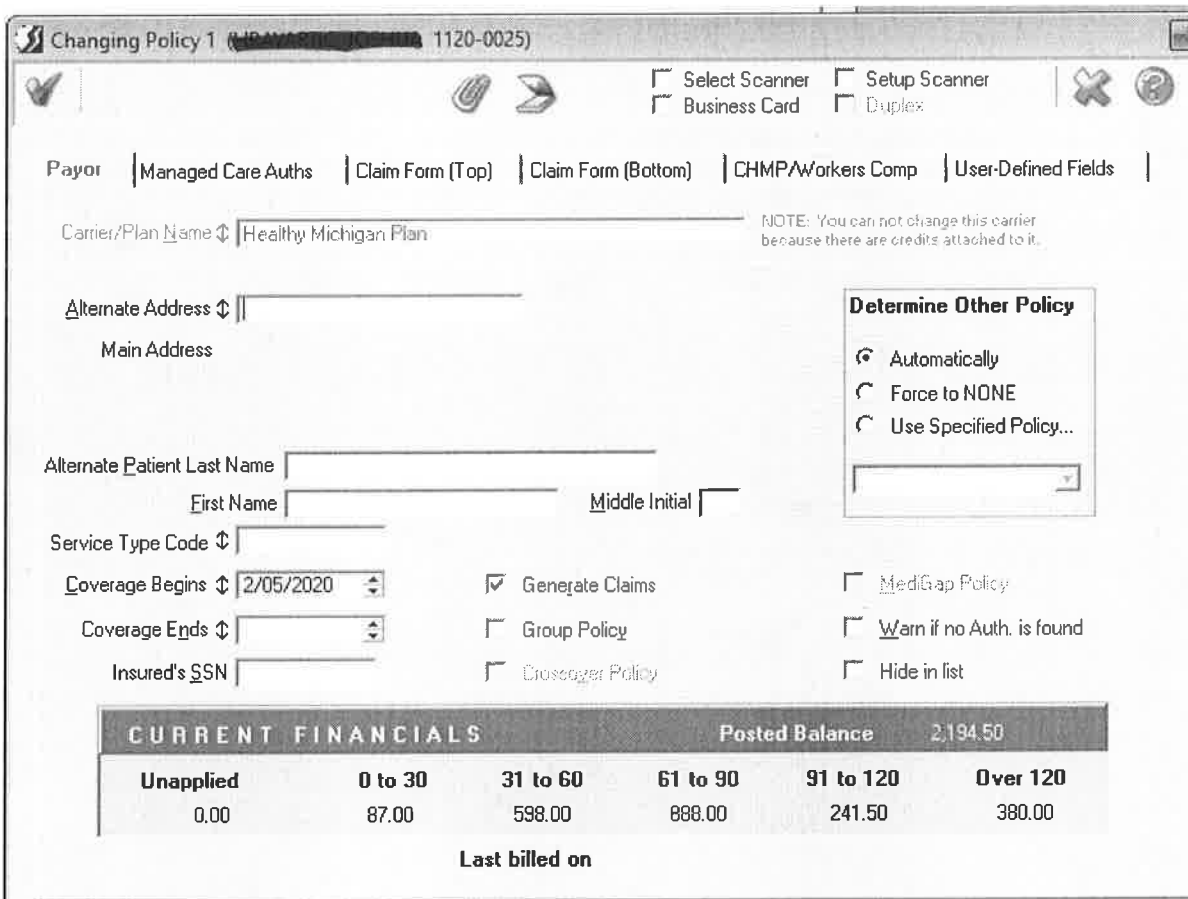 Changing Policy 1 ( 1120-0025)
Select Scanner Setup Scanner
Business Card Duplex
Payor Managed Care Auths Claim Form (Top) Claim Form (Bottom) CHMP/Workers Comp User-Defined Fields
Carrier/Plan Name Healthy Michigan Plan NOTE: You can not change this carrier
because there are credits attached to it.
Alternate Address
Main Address
Determine Other Policy
Automatically
Force to NONE
Use Specified Policy...
Alternate Patient Last Name
First Name Middle Initial
Service Type Code
Coverage Begins 2/05/2020 Generate Claims MediGap Policy
Coverage Ends Group Policy Warn if no Auth. is found
Insured's SSN Crossover Policy Hide in list
CURRENT FINANCIALS Posted Balance 2,194.50
Unapplied 0 to 30 31 to 60 61 to 90 91 to 120 Over 120
0.00 87.00 598.00 888.00 241.50 380.00
Last billed on